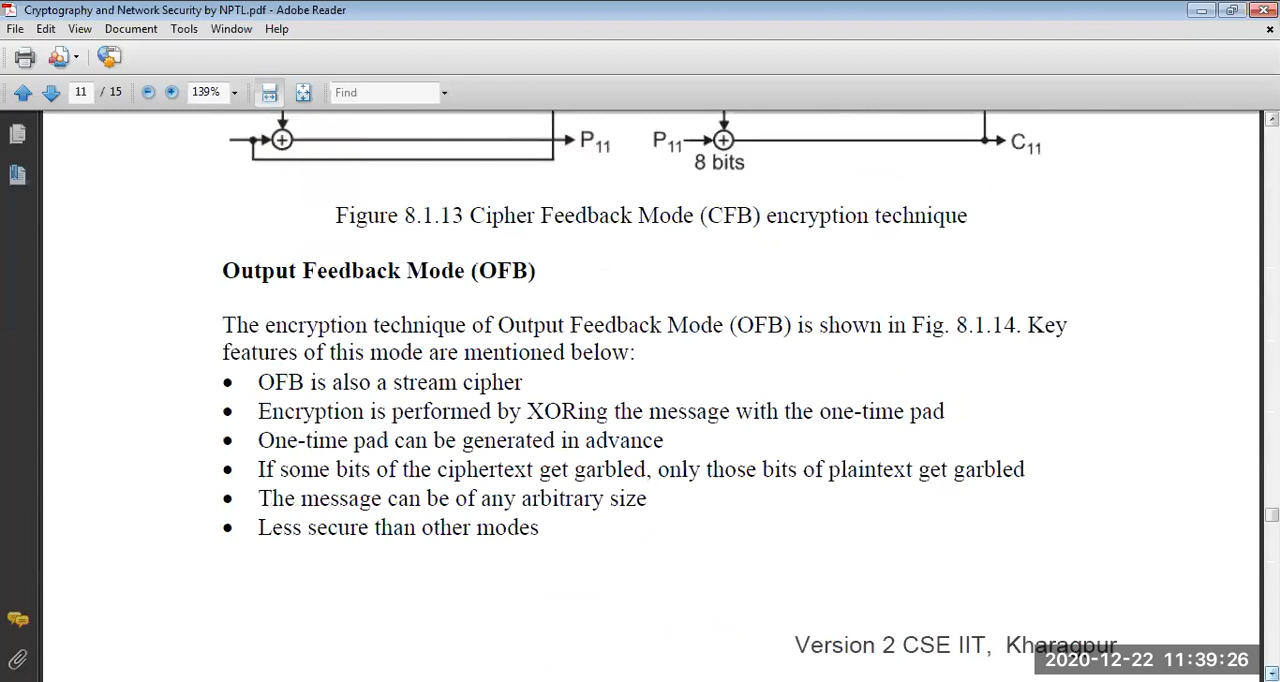 Cryptography and Network Security by NPTL.pdf - Adobe Reader
File Edit View Document Tools Window Help
11 / 15 139% Find
P11 P11 C11
8 bits
Figure 8.1.13 Cipher Feedback Mode (CFB) encryption technique
Output Feedback Mode (OFB)
The encryption technique of Output Feedback Mode (OFB) is shown in Fig. 8.1.14. Key
features of this mode are mentioned below:
• OFB is also a stream cipher
• Encryption is performed by XORing the message with the one-time pad
• One-time pad can be generated in advance
• If some bits of the ciphertext get garbled, only those bits of plaintext get garbled
• The message can be of any arbitrary size
• Less secure than other modes
Version 2 CSE IIT, Kharagpur
2020-12-22 11:39:26